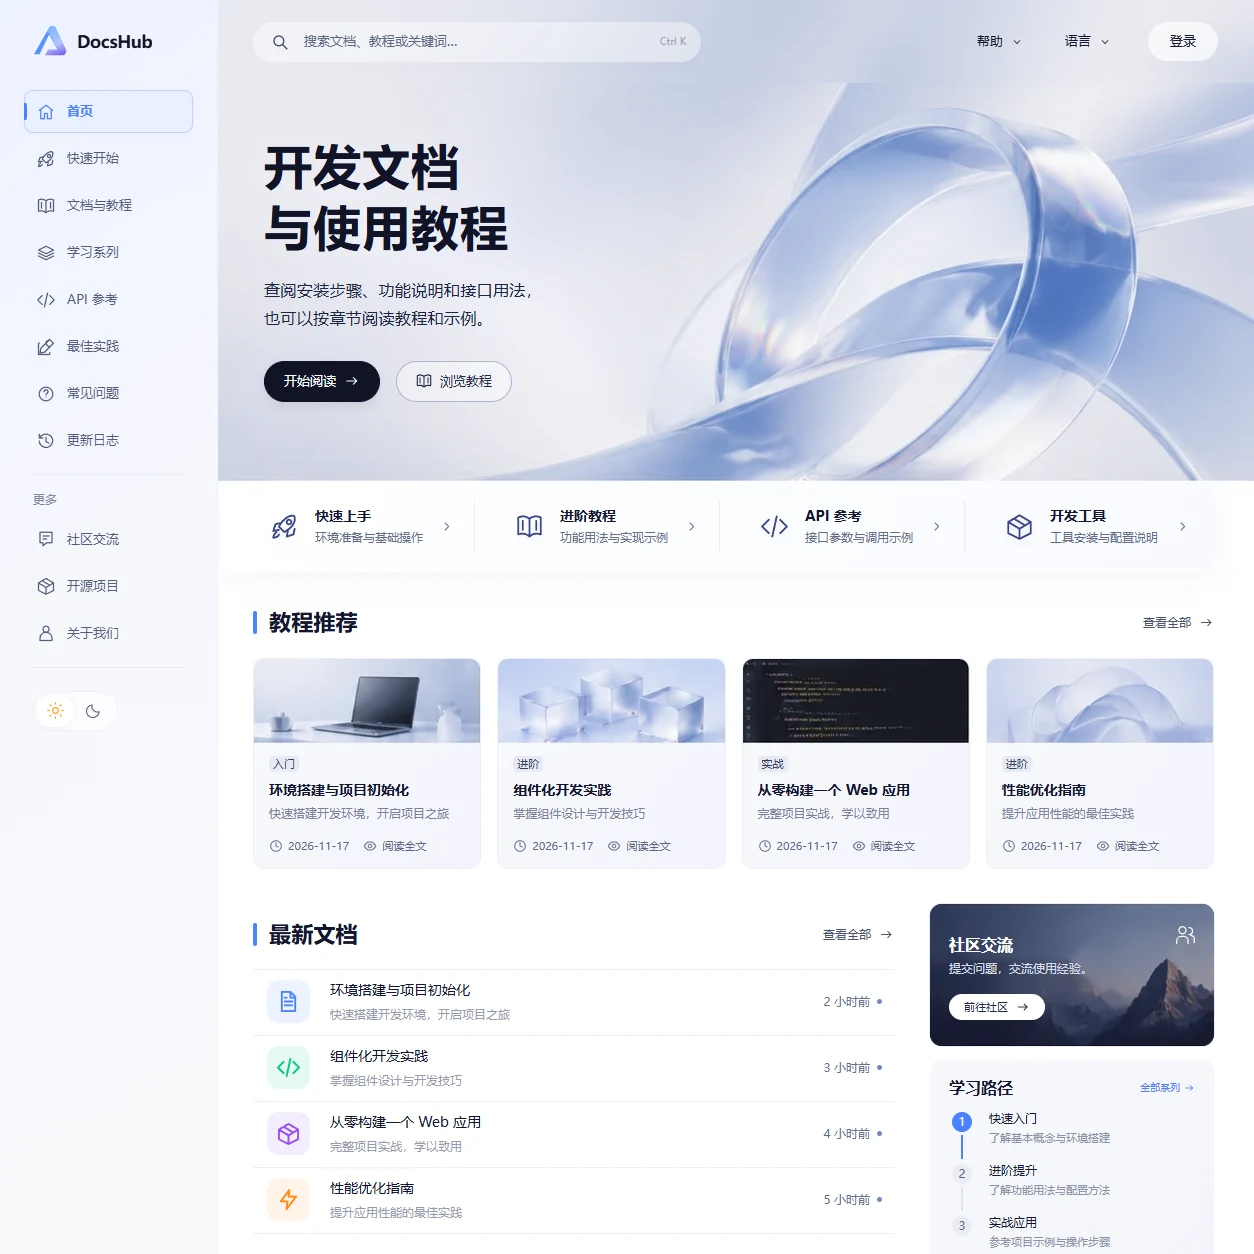 DocsHub
搜索文档、教程或关键词...
Ctrl K
帮助
语言
登录
首页
快速开始
文档与教程
学习系列
API 参考
最佳实践
常见问题
更新日志
更多
社区交流
开源项目
关于我们
开发文档
与使用教程
查阅安装步骤、功能说明和接口用法，
也可以按章节阅读教程和示例。
开始阅读
浏览教程
快速上手
环境准备与基础操作
进阶教程
功能用法与实现示例
API 参考
接口参数与调用示例
开发工具
工具安装与配置说明
教程推荐
查看全部
入门
环境搭建与项目初始化
快速搭建开发环境，开启项目之旅
2026-11-17
阅读全文
进阶
组件化开发实践
掌握组件设计与开发技巧
2026-11-17
阅读全文
实战
从零构建一个 Web 应用
完整项目实战，学以致用
2026-11-17
阅读全文
进阶
性能优化指南
提升应用性能的最佳实践
2026-11-17
阅读全文
最新文档
查看全部
环境搭建与项目初始化
快速搭建开发环境，开启项目之旅
2 小时前
组件化开发实践
掌握组件设计与开发技巧
3 小时前
从零构建一个 Web 应用
完整项目实战，学以致用
4 小时前
性能优化指南
提升应用性能的最佳实践
5 小时前
社区交流
提交问题，交流使用经验。
前往社区
学习路径
全部系列
1
快速入门
了解基本概念与环境搭建
2
进阶提升
了解功能用法与配置方法
3
实战应用
参考项目示例与操作步骤